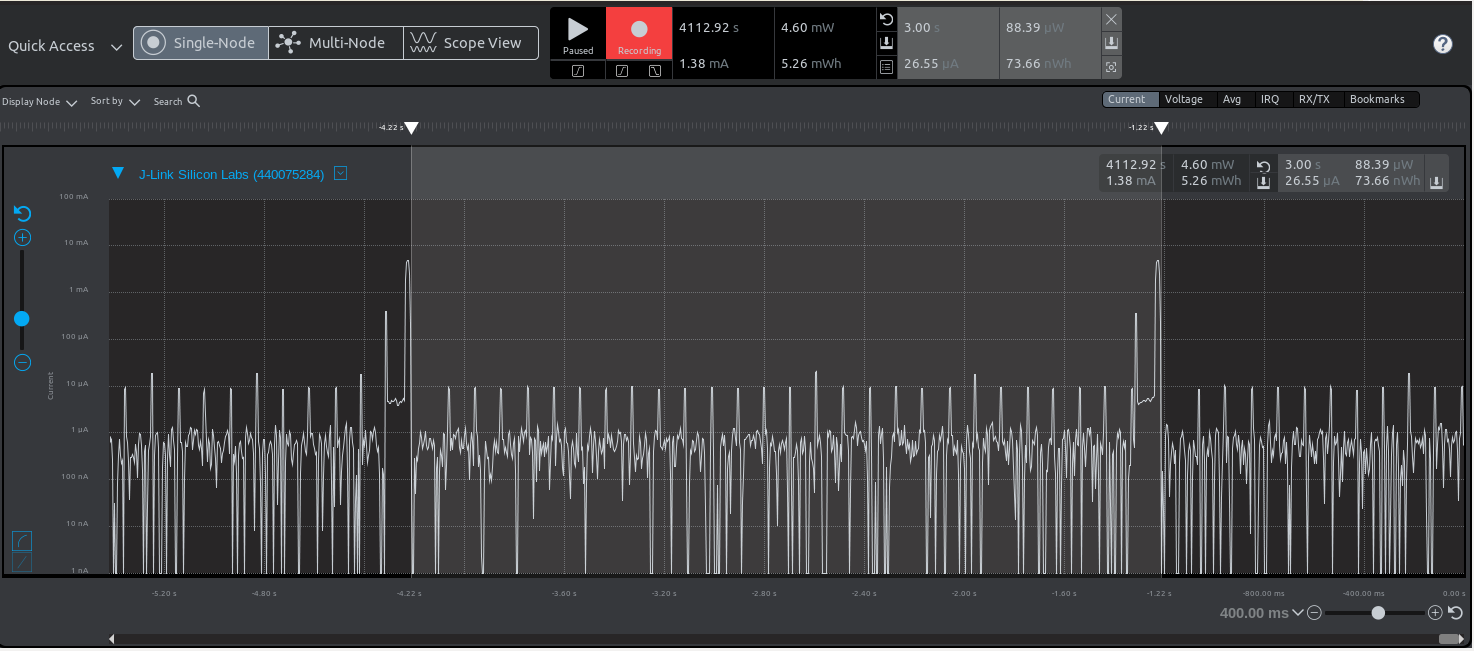 Quick Access
Single-Node
Multi-Node
Scope View
Paused
Recording
4112.92 s
4.60 mW
1.38 mA
5.26 mWh
3.00 s
88.39 µW
26.55 µA
73.66 nWh
?
Display Node
Sort by
Search
Current
Voltage
Avg
IRQ
RX/TX
Bookmarks
-4.22 s
-1.22 s
J-Link Silicon Labs (440075284)
4112.92 s
4.60 mW
1.38 mA
5.26 mWh
3.00 s
88.39 µW
26.55 µA
73.66 nWh
100 mA
10 mA
1 mA
100 µA
10 µA
1 µA
100 nA
10 nA
1 nA
Current
-5.20 s
-4.80 s
-4.22 s
-3.60 s
-3.20 s
-2.80 s
-2.40 s
-2.00 s
-1.60 s
-1.22 s
-800.00 ms
-400.00 ms
0.00 s
400.00 ms